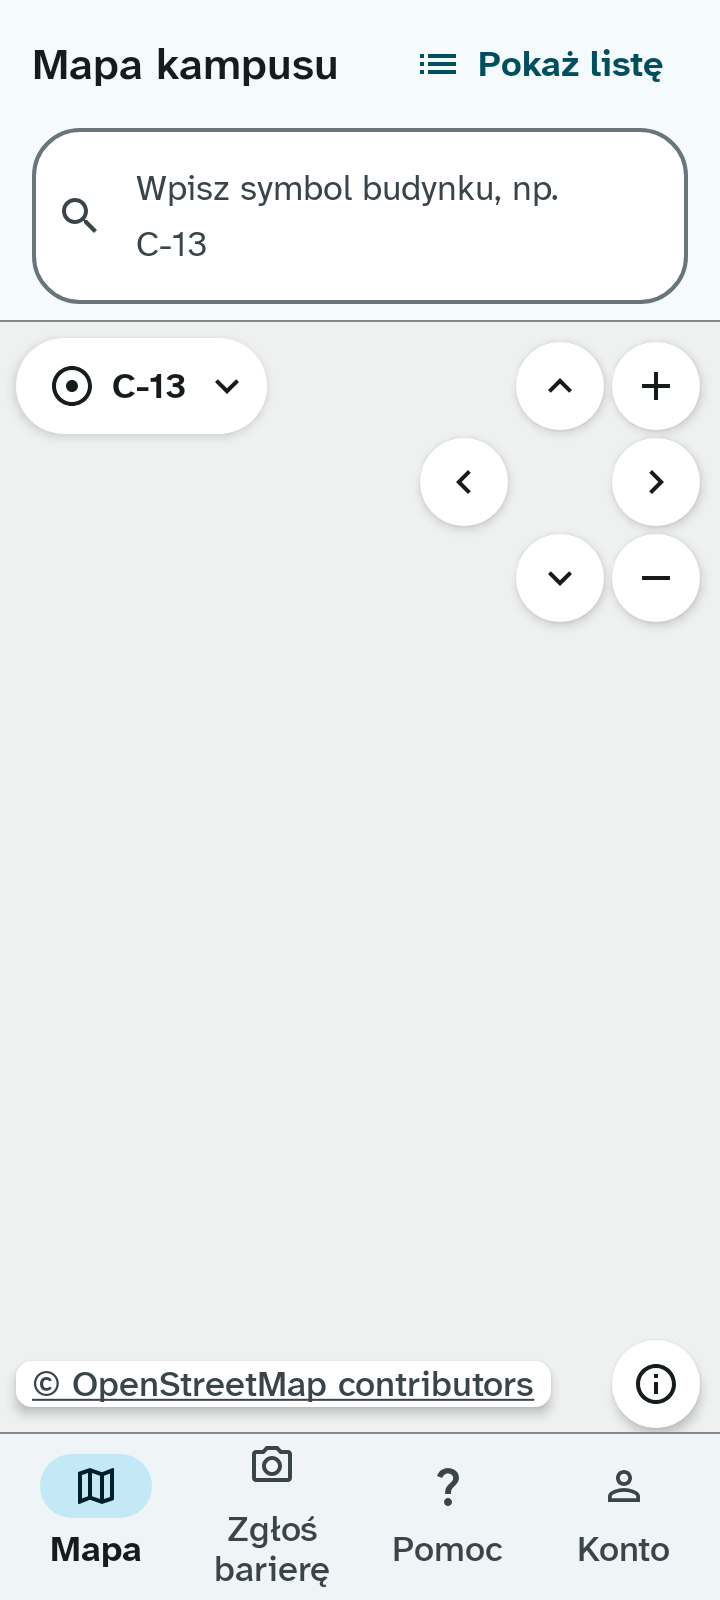 Mapa kampusu
Pokaż listę
Wpisz symbol budynku, np.
C-13
C-13
© OpenStreetMap contributors
Mapa
Zgłoś
barierę
Pomoc
Konto